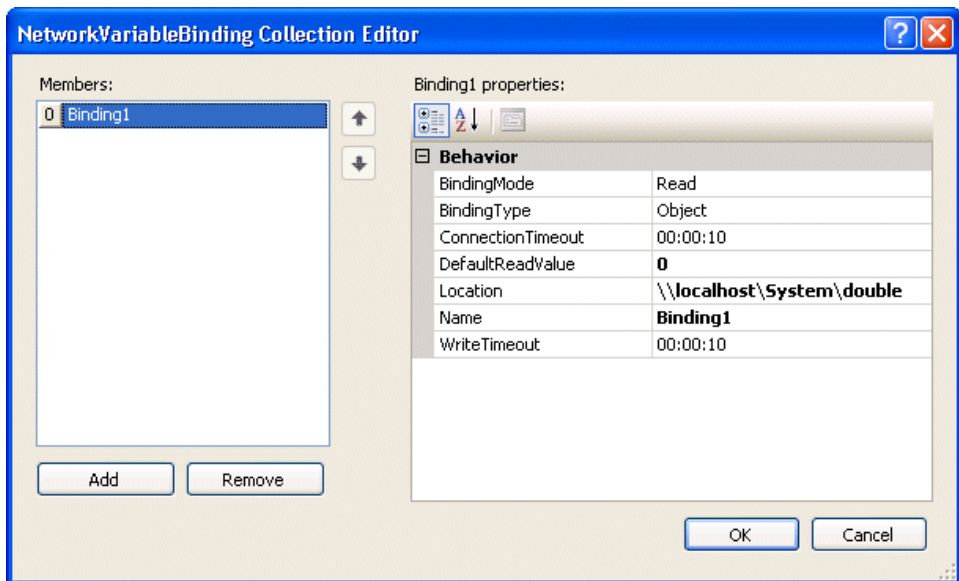 NetworkVariableBinding Collection Editor
Members:
0 Binding1
Add
Remove
Binding1 properties:
Behavior
BindingMode Read
BindingType Object
ConnectionTimeout 00:00:10
DefaultReadValue 0
Location \\localhost\System\double
Name Binding1
WriteTimeout 00:00:10
OK
Cancel